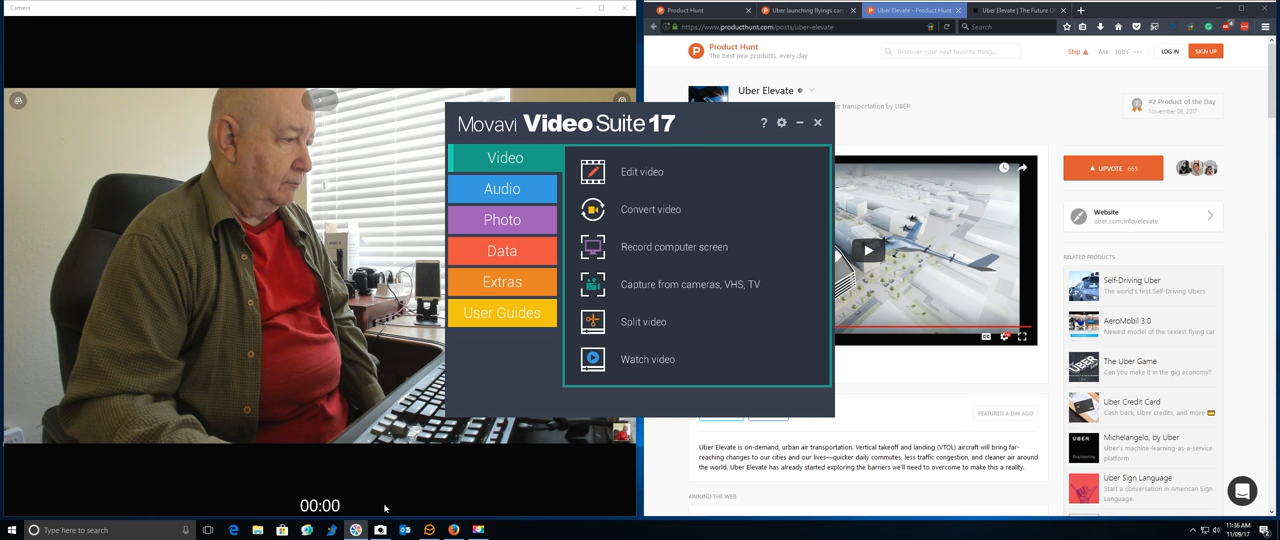 Camera
00:00
Product Hunt
Uber launching flyings cars
Uber Elevate - Product Hunt
Uber Elevate | The Future Of
https://www.producthunt.com/posts/uber-elevate
Search
Product Hunt
The best new products, every day
Discover your next favorite thing...
Ship
Ask
Jobs
LOG IN
SIGN UP
Uber Elevate
r transportation by UBER
#2 Product of the Day
November 08, 2017
Movavi Video Suite 17
Video
Audio
Photo
Data
Extras
User Guides
Edit video
Convert video
Record computer screen
Capture from cameras, VHS, TV
Split video
Watch video
UPVOTE 665
Website
uber.com/info/elevate
RELATED PRODUCTS
Self-Driving Uber
The world's first Self-Driving Ubers
AeroMobil 3.0
Newest model of the sexiest flying car
The Uber Game
Can you make it in the gig economy?
Uber Credit Card
Cash back, Uber credits, and more
UBER
Engineering
Michelangelo, by Uber
Uber's machine-learning-as-a-service
platform
Uber Sign Language
Start a conversation in American Sign
Language.
FEATURED A DAY AGO
Uber Elevate is on-demand, urban air transportation. Vertical takeoff and landing (VTOL) aircraft will bring far-
reaching changes to our cities and our lives—quicker daily commutes, less traffic congestion, and cleaner air around
the world. Uber Elevate has already started exploring the barriers we'll need to overcome to make this a reality.
AROUND THE WEB
Type here to search
11:36 AM
11/09/17